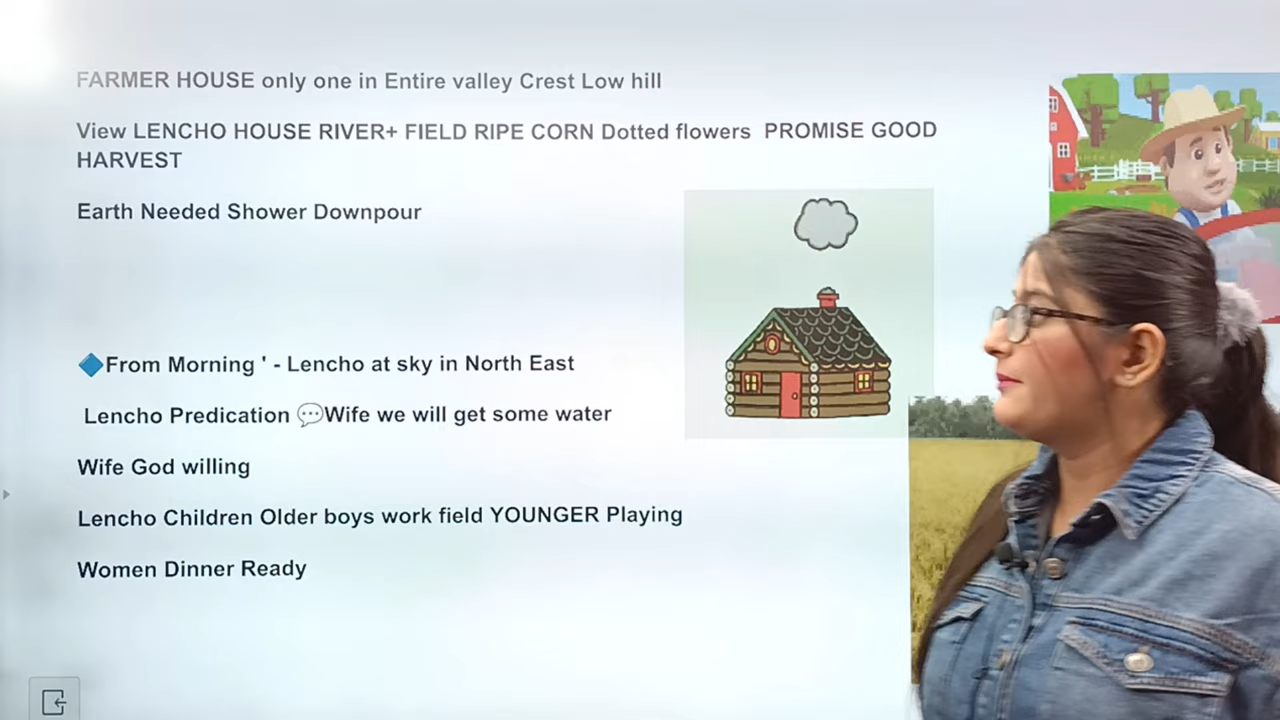 FARMER HOUSE only one in Entire valley Crest Low hill
View LENCHO HOUSE RIVER+ FIELD RIPE CORN Dotted flowers PROMISE GOOD
HARVEST
Earth Needed Shower Downpour
🔷From Morning ' - Lencho at sky in North East
Lencho Predication 💬Wife we will get some water
Wife God willing
Lencho Children Older boys work field YOUNGER Playing
Women Dinner Ready